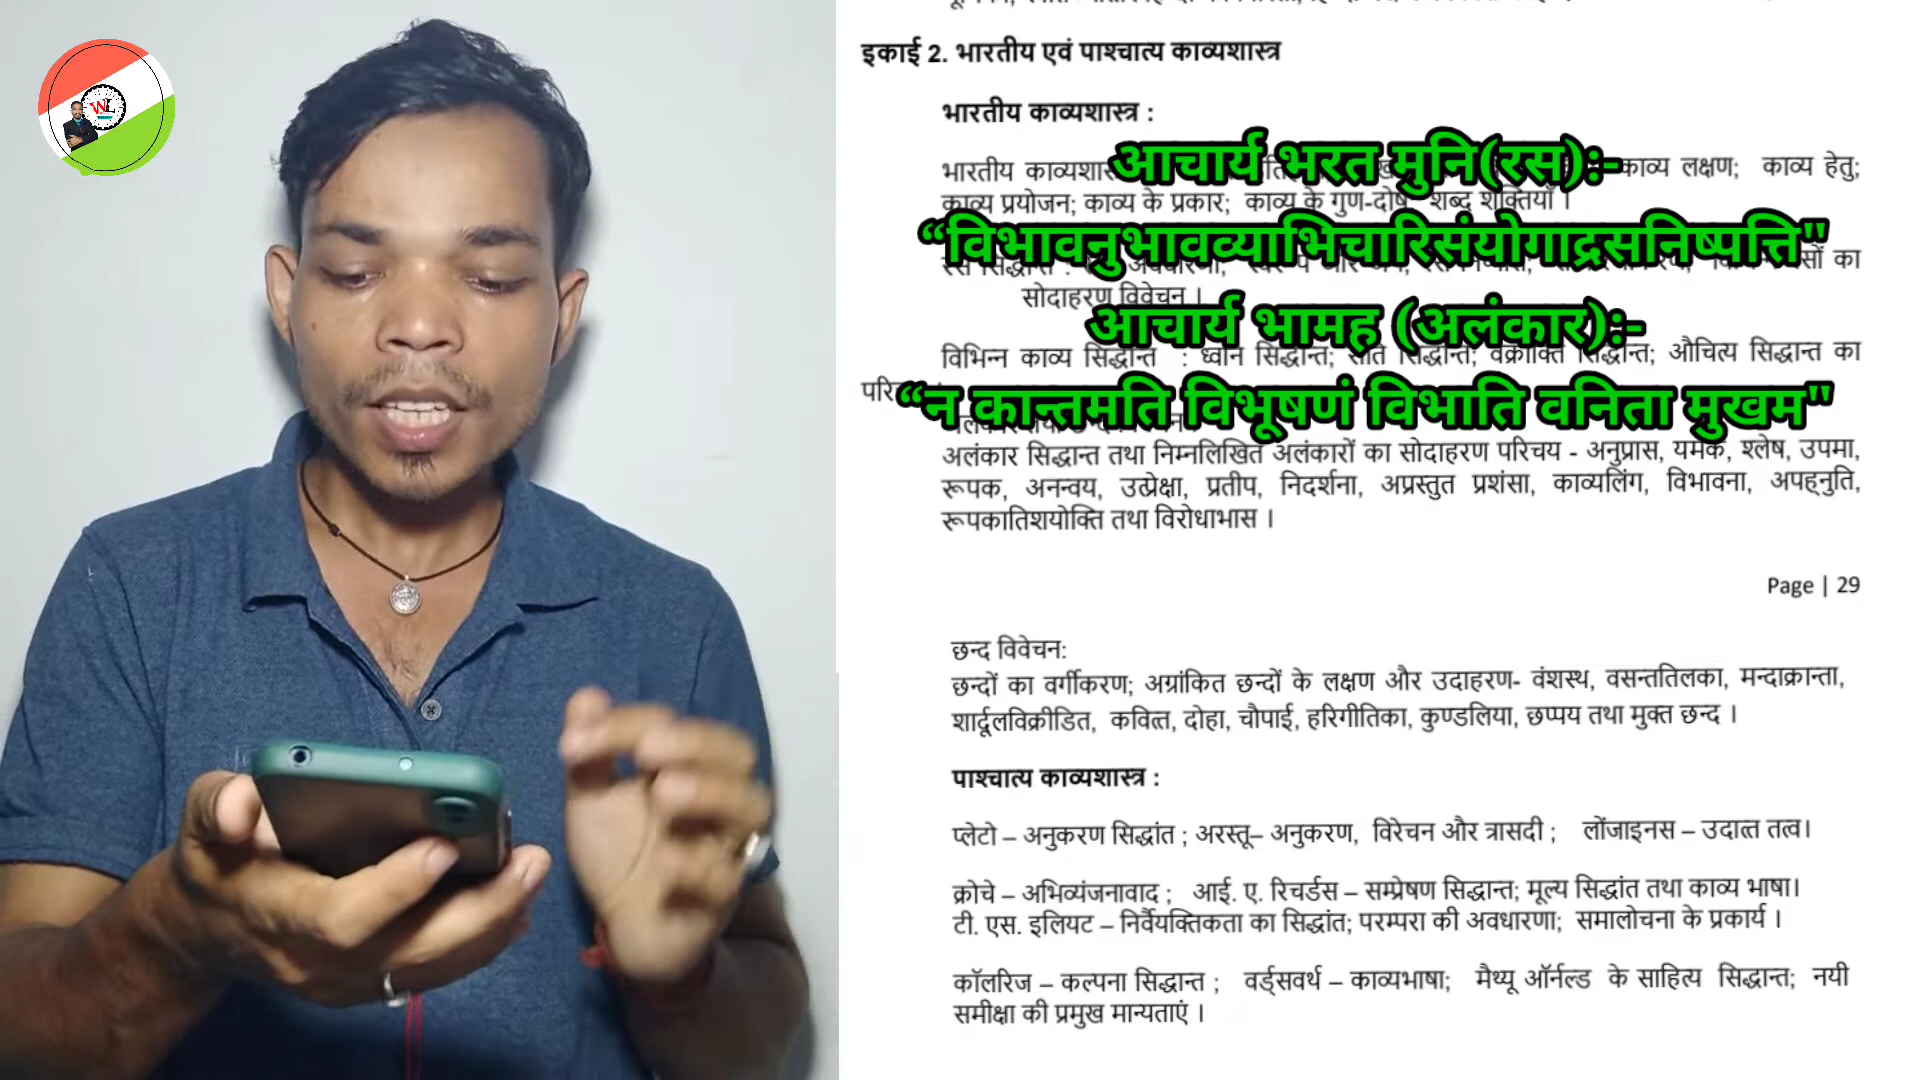 इकाई 2. भारतीय एवं पाश्चात्य काव्यशास्त्र
भारतीय काव्यशास्त्र :
आचार्य भरत मुनि(रस):-
काव्य लक्षण; काव्य हेतु;
काव्य प्रयोजन; काव्य के प्रकार; काव्य के गुण-दोष शब्द शक्तियाँ ।
“विभावनुभावव्याभिचारिसंयोगाद्रसनिष्पत्ति"
सोदाहरण विवेचन ।
आचार्य भामह (अलंकार):-
विभिन्न काव्य सिद्धान्त : ध्वनि सिद्धान्त; रीति सिद्धान्त; वक्रोक्ति सिद्धान्त; औचित्य सिद्धान्त का
“न कान्तमति विभूषणं विभाति वनिता मुखम"
अलंकार सिद्धान्त तथा निम्नलिखित अलंकारों का सोदाहरण परिचय - अनुप्रास, यमक, श्लेष, उपमा,
रूपक, अनन्वय, उत्प्रेक्षा, प्रतीप, निदर्शना, अप्रस्तुत प्रशंसा, काव्यलिंग, विभावना, अपह्नुति,
रूपकातिशयोक्ति तथा विरोधाभास ।
Page | 29
छन्द विवेचन:
छन्दों का वर्गीकरण; अग्रांकित छन्दों के लक्षण और उदाहरण- वंशस्थ, वसन्ततिलका, मन्दाक्रान्ता,
शार्दूलविक्रीडित, कवित्त, दोहा, चौपाई, हरिगीतिका, कुण्डलिया, छप्पय तथा मुक्त छन्द ।
पाश्चात्य काव्यशास्त्र :
प्लेटो – अनुकरण सिद्धांत ; अरस्तू– अनुकरण, विरेचन और त्रासदी ; लोंजाइनस – उदात्त तत्व।
क्रोचे – अभिव्यंजनावाद ; आई. ए. रिचर्डस – सम्प्रेषण सिद्धान्त; मूल्य सिद्धांत तथा काव्य भाषा।
टी. एस. इलियट – निर्वैयक्तिकता का सिद्धांत; परम्परा की अवधारणा; समालोचना के प्रकार्य ।
कॉलरिज – कल्पना सिद्धान्त ; वर्ड्सवर्थ – काव्यभाषा; मैथ्यू ऑर्नल्ड के साहित्य सिद्धान्त; नयी
समीक्षा की प्रमुख मान्यताएं ।